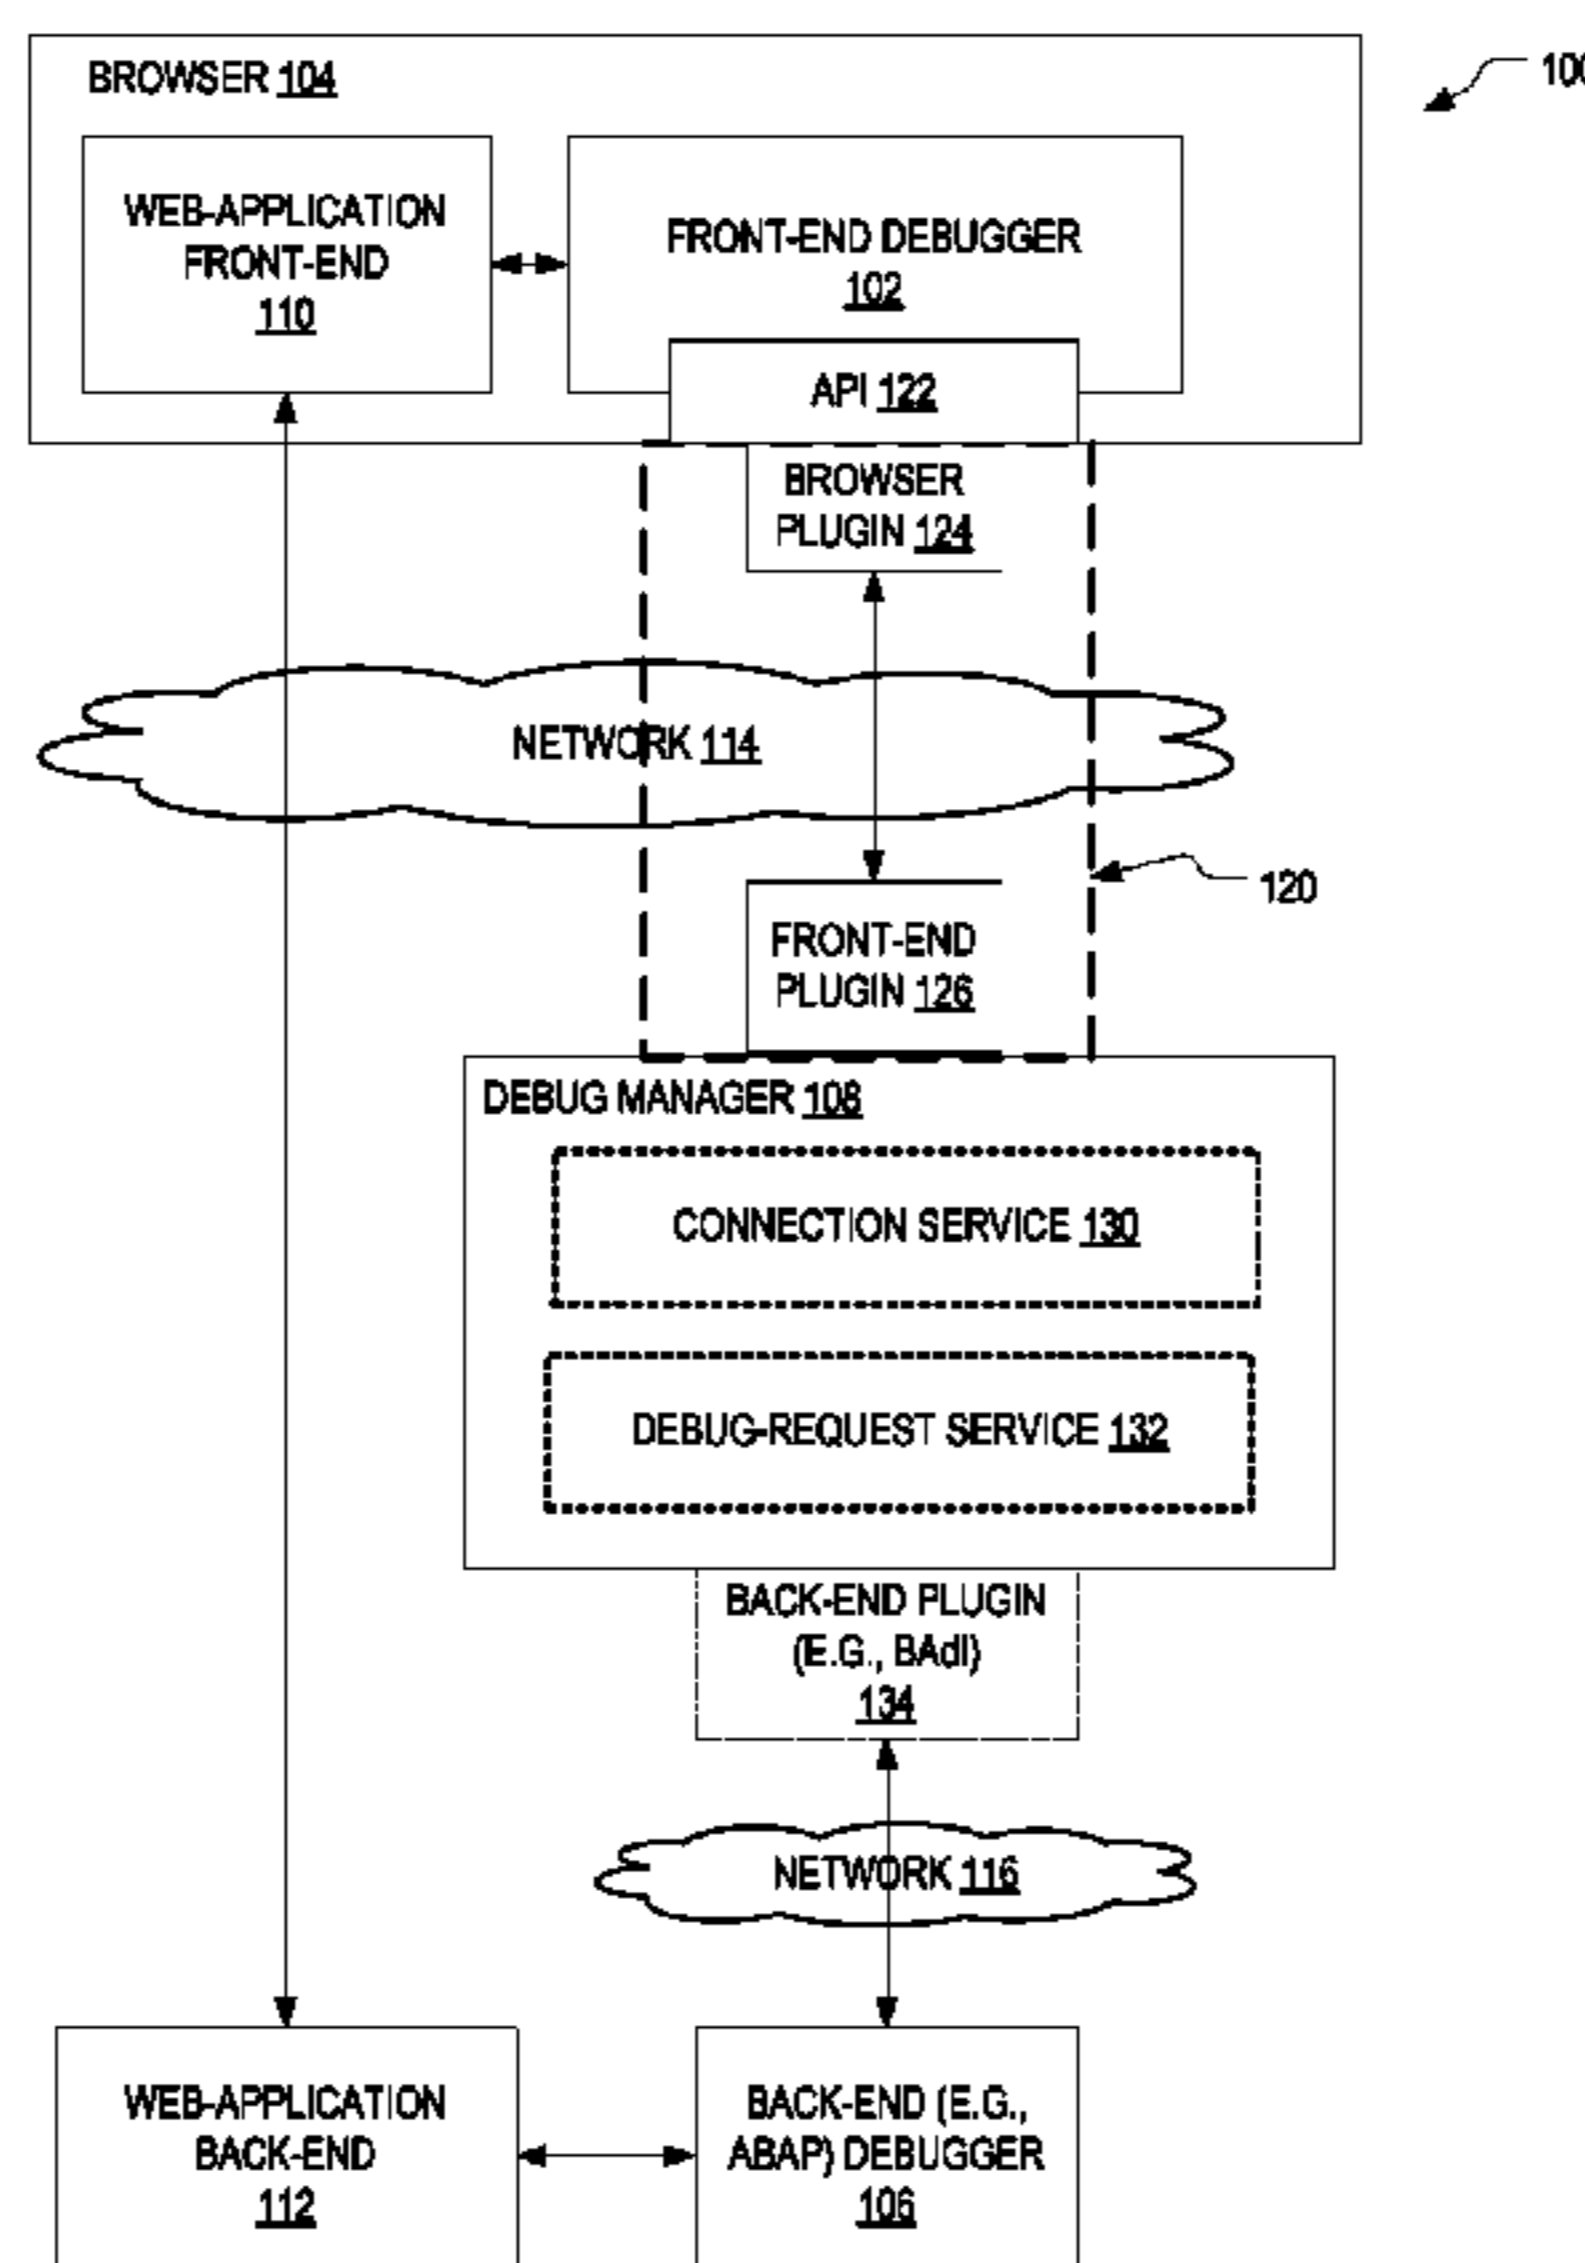 BROWSER 104
100
WEB-APPLICATION
FRONT-END
110
FRONT-END DEBUGGER
102
API 122
BROWSER
PLUGIN 124
NETWORK 114
120
FRONT-END
PLUGIN 126
DEBUG MANAGER 108
CONNECTION SERVICE 130
DEBUG-REQUEST SERVICE 132
BACK-END PLUGIN
(E.G., BAdI)
134
NETWORK 116
WEB-APPLICATION
BACK-END
112
BACK-END (E.G.,
ABAP) DEBUGGER
106